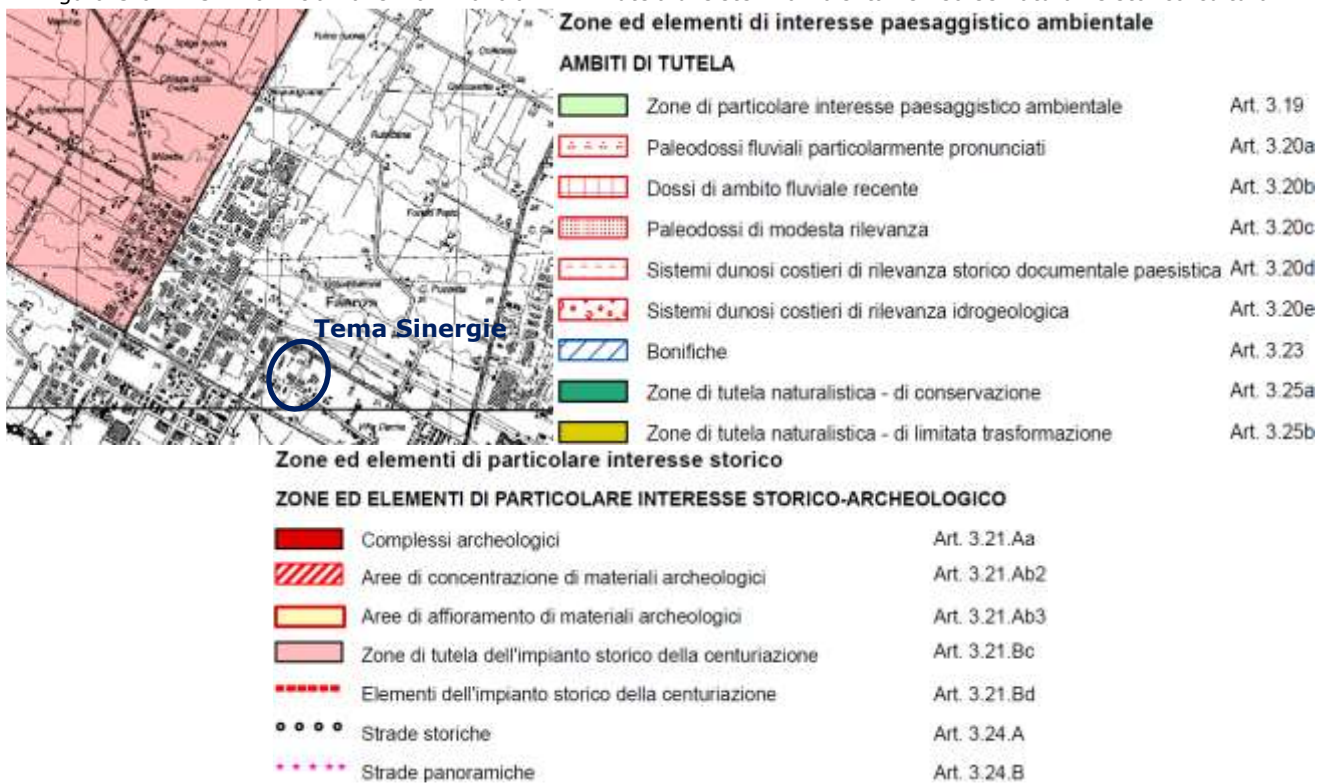 Zone ed elementi di interesse paesaggistico ambientale
AMBITI DI TUTELA
Zone di particolare interesse paesaggistico ambientale Art. 3.19
Paleodossi fluviali particolarmente pronunciati Art. 3.20a
Dossi di ambito fluviale recente Art. 3.20b
Paleodossi di modesta rilevanza Art. 3.20c
Sistemi dunosi costieri di rilevanza storico documentale paesistica Art. 3.20d
Sistemi dunosi costieri di rilevanza idrogeologica Art. 3.20e
Bonifiche Art. 3.23
Zone di tutela naturalistica - di conservazione Art. 3.25a
Zone di tutela naturalistica - di limitata trasformazione Art. 3.25b
Faenza
Tema Sinergie
Zone ed elementi di particolare interesse storico
ZONE ED ELEMENTI DI PARTICOLARE INTERESSE STORICO-ARCHEOLOGICO
Complessi archeologici Art. 3.21.Aa
Aree di concentrazione di materiali archeologici Art. 3.21.Ab2
Aree di affioramento di materiali archeologici Art. 3.21.Ab3
Zone di tutela dell'impianto storico della centuriazione Art. 3.21.Bc
Elementi dell'impianto storico della centuriazione Art. 3.21.Bd
Strade storiche Art. 3.24.A
Strade panoramiche Art. 3.24.B